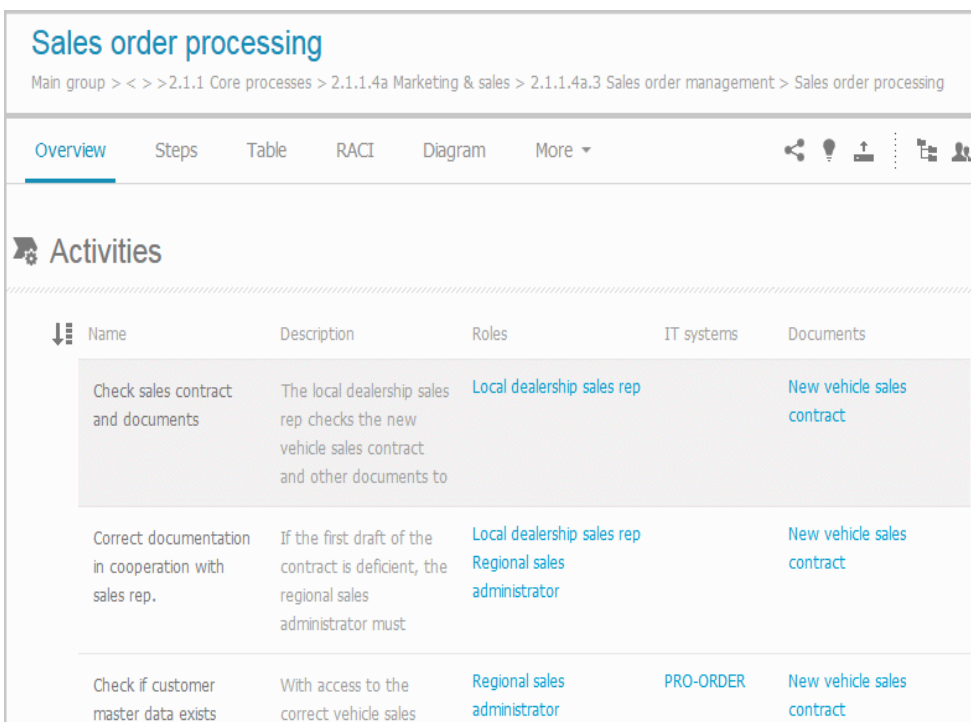 Sales order processing
Main group > < > >2.1.1 Core processes > 2.1.1.4a Marketing & sales > 2.1.1.4a.3 Sales order management > Sales order processing
Overview Steps Table RACI Diagram More
Activities
Name Description Roles IT systems Documents
Check sales contract
and documents
The local dealership sales
rep checks the new
vehicle sales contract
and other documents to
Local dealership sales rep
New vehicle sales
contract
Correct documentation
in cooperation with
sales rep.
If the first draft of the
contract is deficient, the
regional sales
administrator must
Local dealership sales rep
Regional sales
administrator
New vehicle sales
contract
Check if customer
master data exists
With access to the
correct vehicle sales
Regional sales
administrator
PRO-ORDER
New vehicle sales
contract